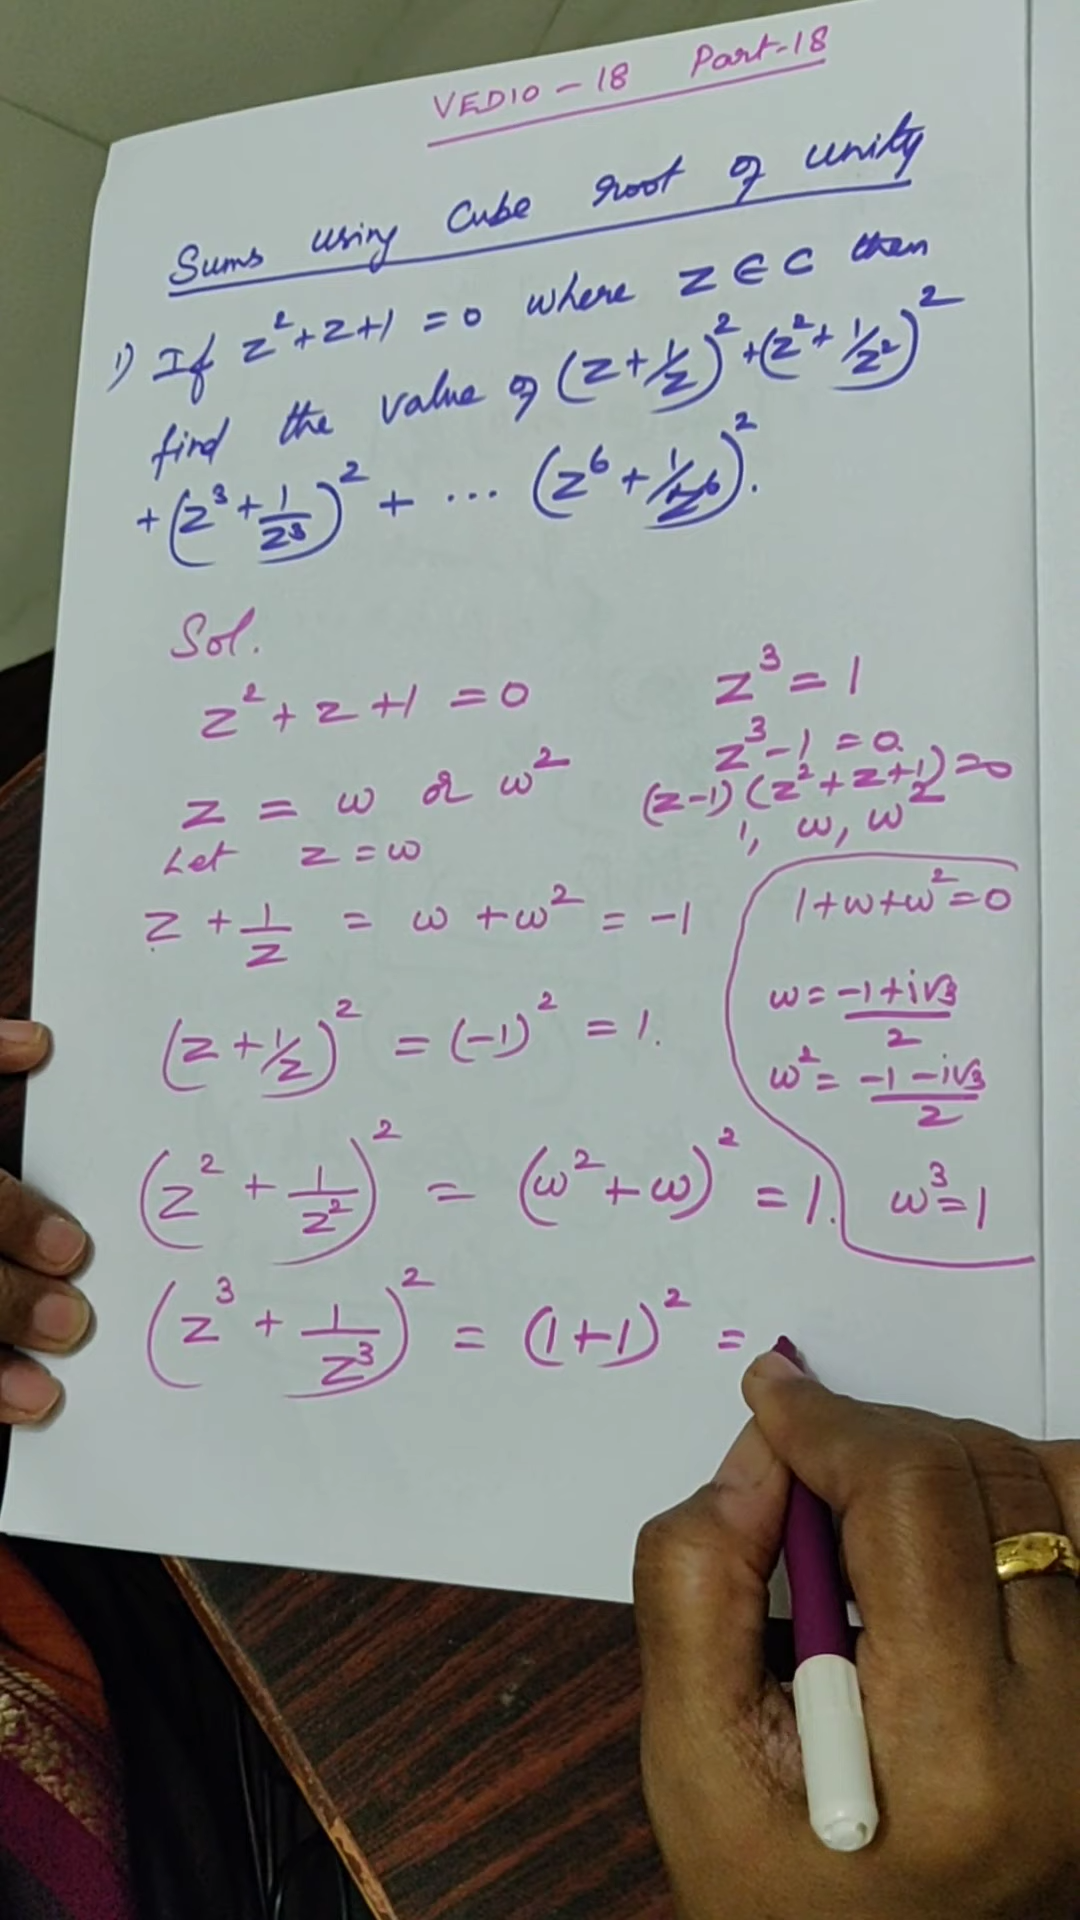 VEDIO - 18 Part-18
Sums using Cube root of unity
1) If z²+z+1 = 0 where z ∈ C then
find the value of (z+1/z)²+(z²+1/z²)²
+(z³+1/z³)² + ... (z⁶+1/z⁶)².
Sol.
z²+z+1 = 0
z = ω or ω²
Let z = ω
z + 1/z = ω + ω² = -1
(z+1/z)² = (-1)² = 1.
(z² + 1/z²)² = (ω²+ω)² = 1.
(z³ + 1/z³)² = (1+1)² =
z³ = 1
z³-1 = 0.
(z-1)(z²+z+1)=0
1, ω, ω²
1+ω+ω²=0
ω = (-1+i√3)/2
ω² = (-1-i√3)/2
ω³=1